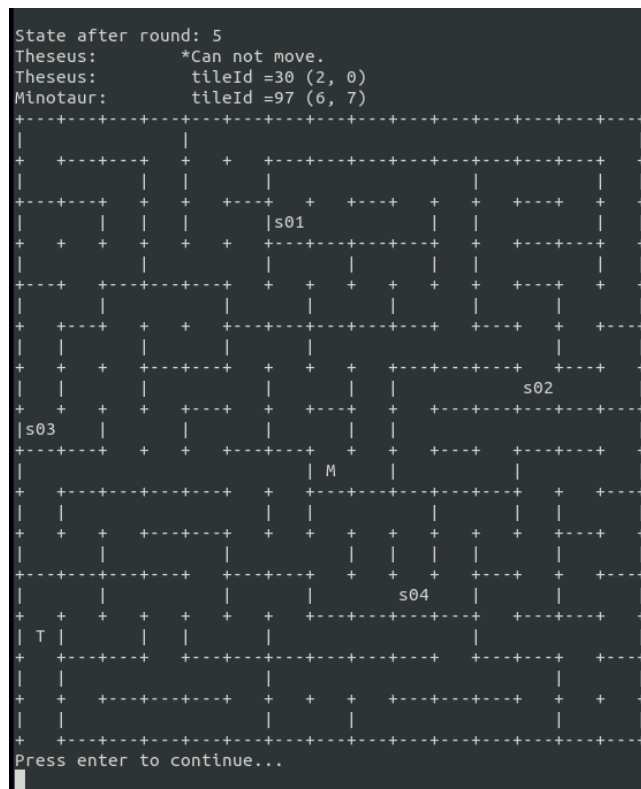 State after round: 5
Theseus: *Can not move.
Theseus: tileId =30 (2, 0)
Minotaur: tileId =97 (6, 7)
s01
s02
s03
M
s04
T
Press enter to continue...